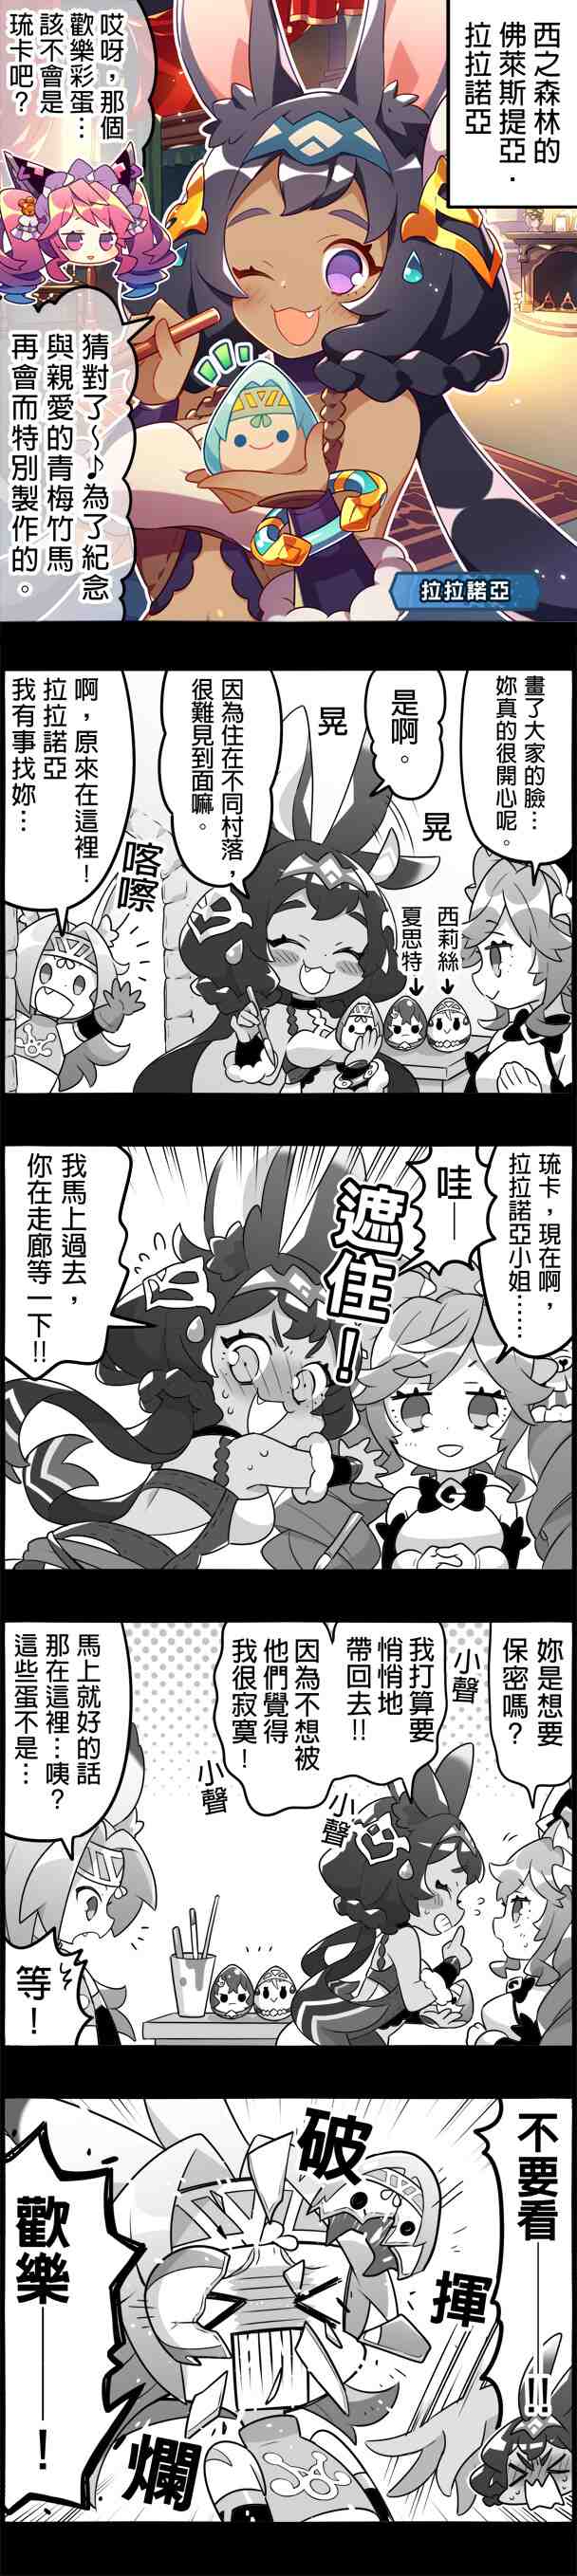 西之森林的
佛萊斯提亞．
拉拉諾亞
哎呀，那個
歡樂彩蛋…
該不會是
琉卡吧？
猜對了～♪為了紀念
與親愛的青梅竹馬
再會而特別製作的。
拉拉諾亞
畫了大家的臉…
妳真的很開心呢。
西莉絲
夏思特
是啊。
晃
晃
因為住在不同村落，
很難見到面嘛。
喀嚓
啊，原來在這裡！
拉拉諾亞
我有事找妳…
琉卡，現在啊，
拉拉諾亞小姐……
哇──
遮住！
我馬上過去，
你在走廊等一下!!
妳是想要
保密嗎？
小聲
我打算要
悄悄地
帶回去!!
因為不想被
他們覺得
我很寂寞！
小聲
小聲
馬上就好的話
那在這裡…咦？
這些蛋不是…
等！
不要看──!!
破
揮
爛
歡樂──！